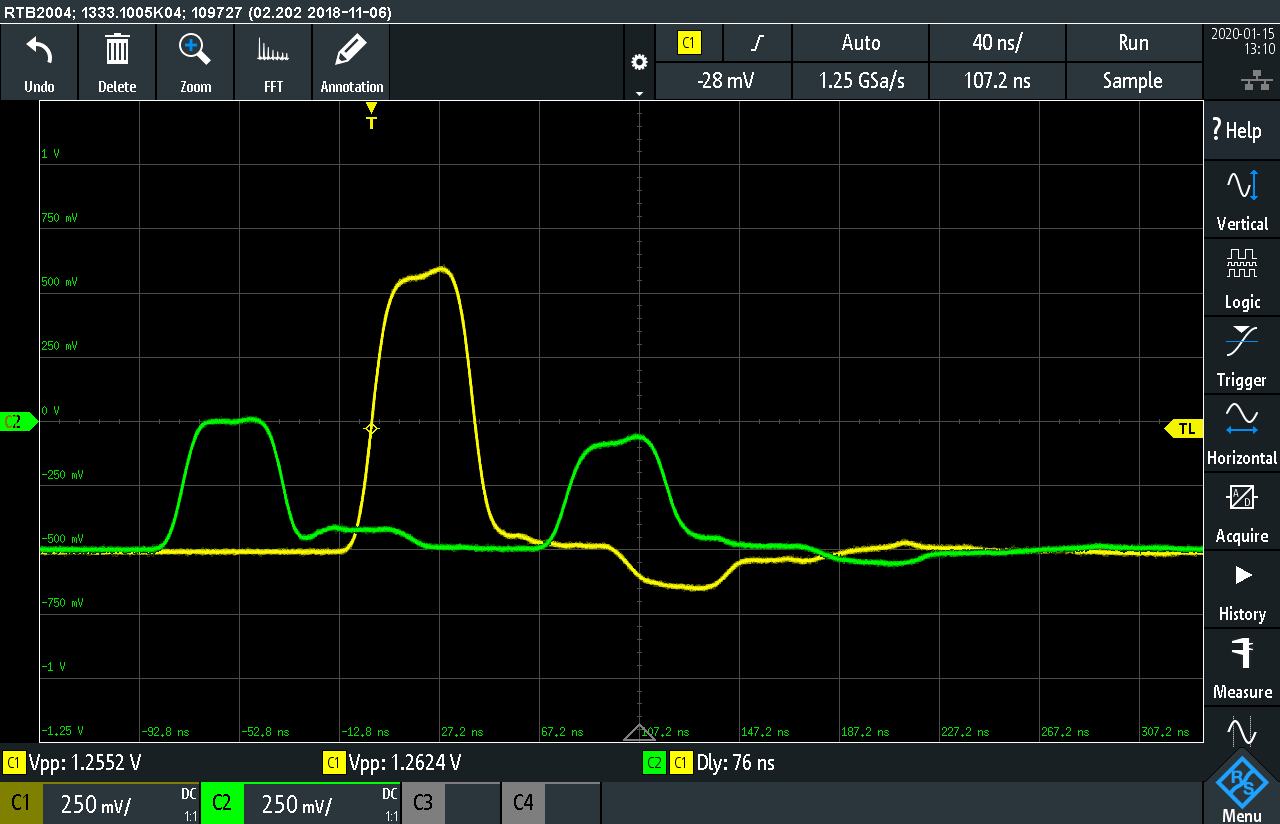 RTB2004; 1333.1005K04; 109727 (02.202 2018-11-06)
Undo Delete Zoom FFT Annotation
C1 Auto 40 ns/ Run
-28 mV 1.25 GSa/s 107.2 ns Sample
2020-01-15
13:10
T
? Help
Vertical
Logic
Trigger
Horizontal
A/D
Acquire
History
Measure
R&S
Menu
1 V
750 mV
500 mV
250 mV
0 V
C2
TL
-250 mV
-500 mV
-750 mV
-1 V
-1.25 V
-92,8 ns -52,8 ns -12,8 ns 27,2 ns 67,2 ns 107,2 ns 147,2 ns 187,2 ns 227,2 ns 267,2 ns 307,2 ns
C1 Vpp: 1.2552 V C1 Vpp: 1.2624 V C2 C1 Dly: 76 ns
C1 250 mV/ DC 1:1 C2 250 mV/ DC 1:1 C3 C4